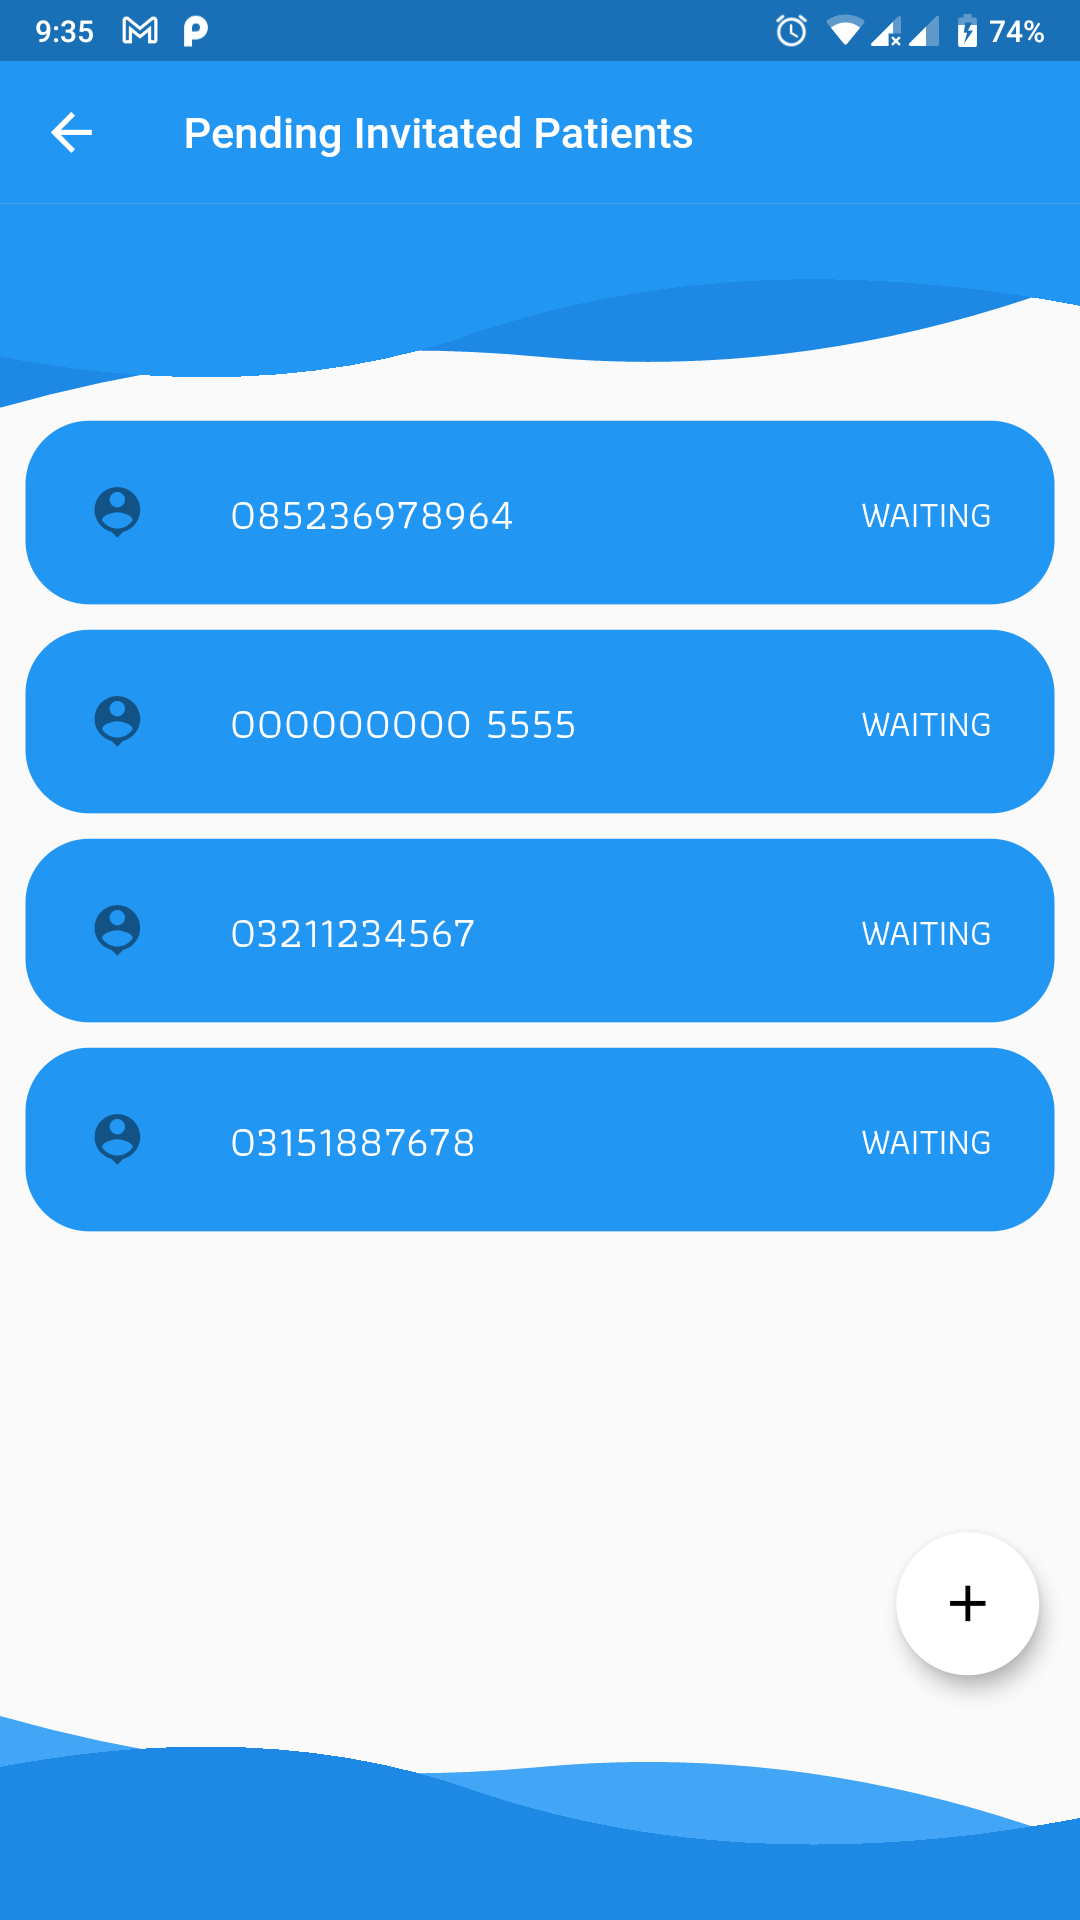 9:35 74%
Pending Invitated Patients
085236978964 WAITING
000000000 5555 WAITING
03211234567 WAITING
03151887678 WAITING